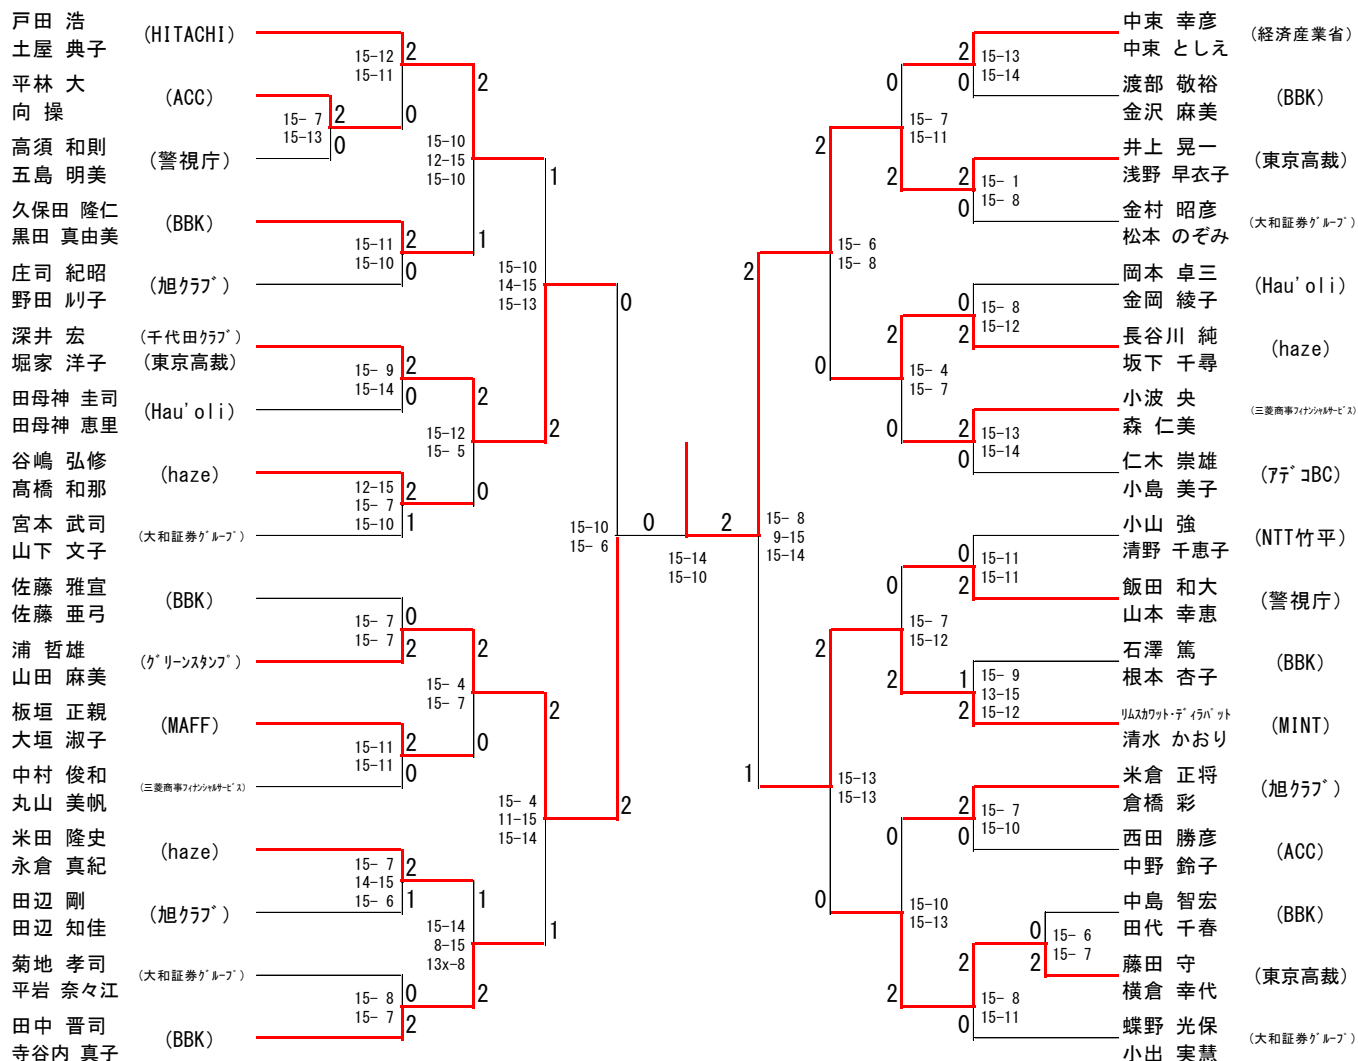 戸田 浩
土屋 典子
(HITACHI)
平林 大
向 操
(ACC)
高須 和則
五島 明美
(警視庁)
久保田 隆仁
黒田 真由美
(BBK)
庄司 紀昭
野田 ルリ子
(旭クラブ)
深井 宏
堀家 洋子
(千代田クラブ)
(東京高裁)
田母神 圭司
田母神 恵里
(Hau'oli)
谷嶋 弘修
髙橋 和那
(haze)
宮本 武司
山下 文子
(大和証券グループ)
佐藤 雅宣
佐藤 亜弓
(BBK)
浦 哲雄
山田 麻美
(グリーンスタンプ)
板垣 正親
大垣 淑子
(MAFF)
中村 俊和
丸山 美帆
(三菱商事フィナンシャルサービス)
米田 隆史
永倉 真紀
(haze)
田辺 剛
田辺 知佳
(旭クラブ)
菊地 孝司
平岩 奈々江
(大和証券グループ)
田中 晋司
寺谷内 真子
(BBK)
15-12
15-11
2
0
15- 7
15-13
2
0
15-11
15-10
2
0
15- 9
15-14
2
0
12-15
15- 7
15-10
2
1
15- 7
15- 7
0
2
15-11
15-11
2
0
15- 7
14-15
15- 6
2
1
15- 8
15- 7
0
2
15-10
12-15
15-10
2
1
15-12
15- 5
2
0
15- 4
15- 7
2
0
15-14
8-15
13x-8
1
2
15-10
14-15
15-13
1
2
15- 4
11-15
15-14
2
1
15-10
15- 6
0
2
0
2
15-14
15-10
15- 8
9-15
15-14
2
1
15- 6
15- 8
2
0
15-13
15-13
2
0
15- 7
15-11
0
2
15- 4
15- 7
2
0
15- 7
15-12
0
2
15-10
15-13
0
2
2
0
15-13
15-14
2
0
15- 1
15- 8
0
2
15- 8
15-12
2
0
15-13
15-14
0
2
15-11
15-11
1
2
15- 9
13-15
15-12
2
0
15- 7
15-10
0
2
15- 6
15- 7
2
0
15- 8
15-11
中東 幸彦
中東 としえ
(経済産業省)
渡部 敬裕
金沢 麻美
(BBK)
井上 晃一
浅野 早衣子
(東京高裁)
金村 昭彦
松本 のぞみ
(大和証券グループ)
岡本 卓三
金岡 綾子
(Hau'oli)
長谷川 純
坂下 千尋
(haze)
小波 央
森 仁美
(三菱商事フィナンシャルサービス)
仁木 崇雄
小島 美子
(アデコBC)
小山 強
清野 千恵子
(NTT竹平)
飯田 和大
山本 幸恵
(警視庁)
石澤 篤
根本 杏子
(BBK)
リムスカワット・ディラパット
清水 かおり
(MINT)
米倉 正将
倉橋 彩
(旭クラブ)
西田 勝彦
中野 鈴子
(ACC)
中島 智宏
田代 千春
(BBK)
藤田 守
横倉 幸代
(東京高裁)
蝶野 光保
小出 実慧
(大和証券グループ)